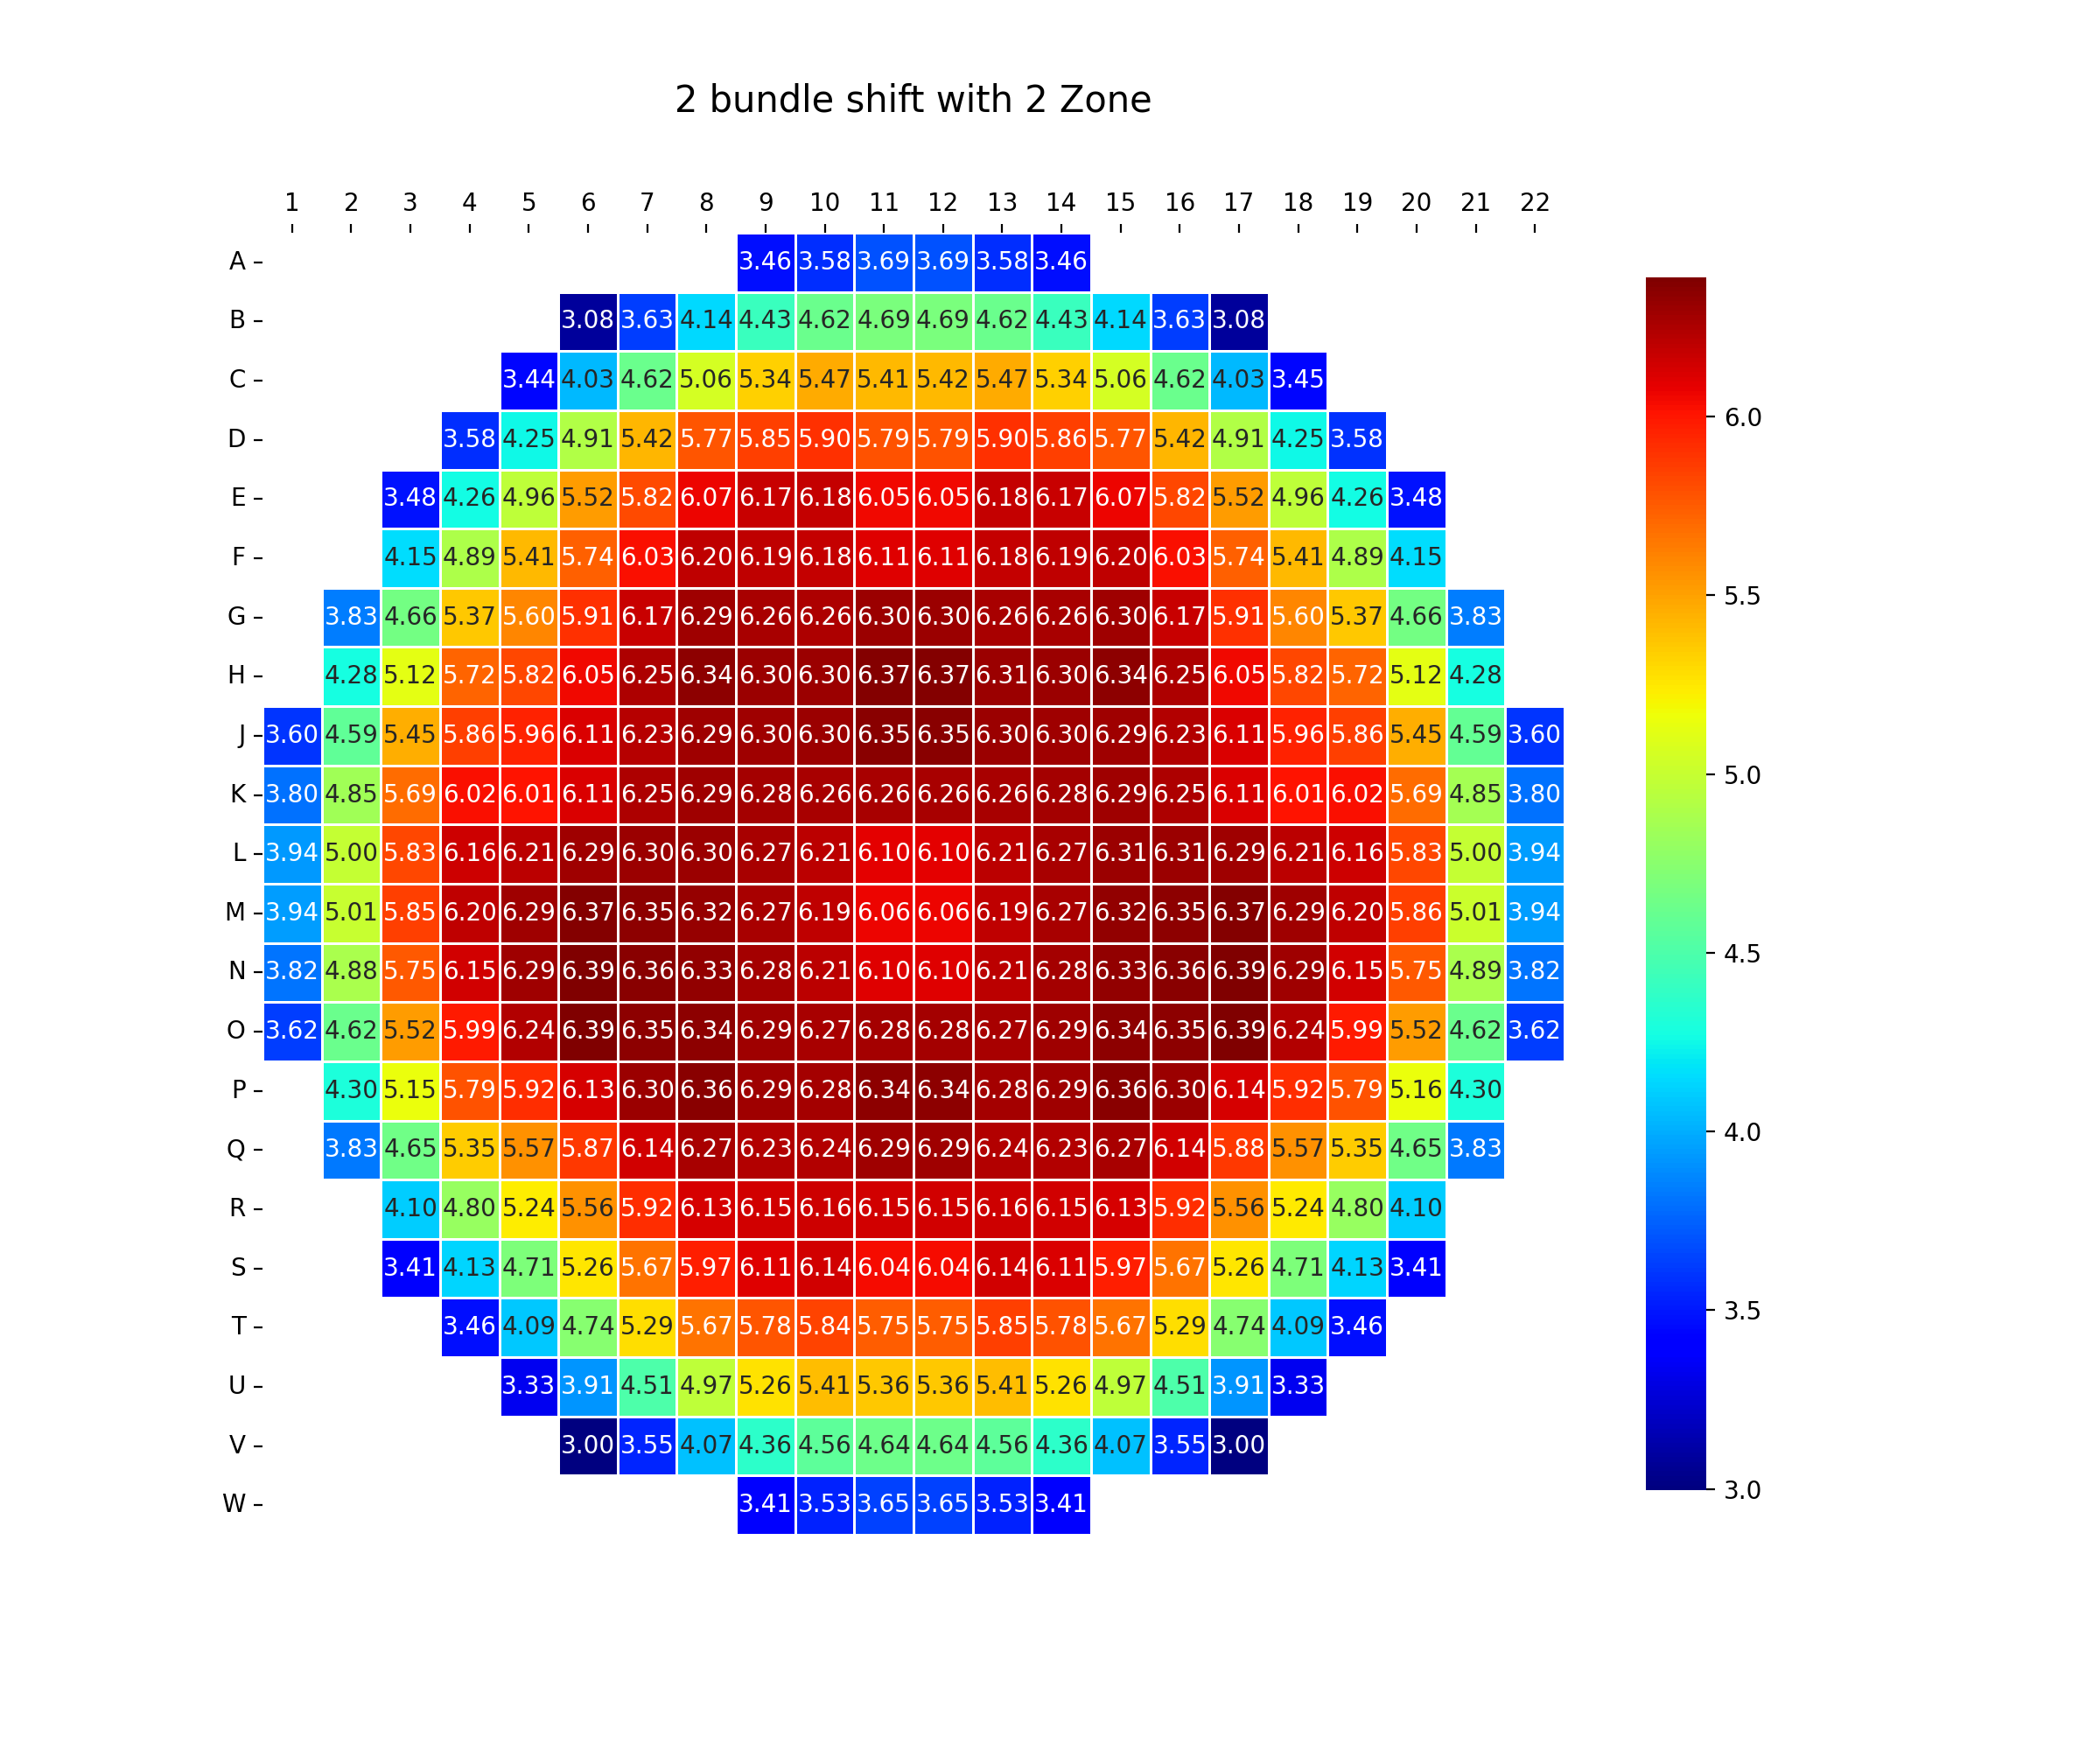 2 bundle shift with 2 Zone
1 2 3 4 5 6 7 8 9 10 11 12 13 14 15 16 17 18 19 20 21 22
A 3.46 3.58 3.69 3.69 3.58 3.46
B 3.08 3.63 4.14 4.43 4.62 4.69 4.69 4.62 4.43 4.14 3.63 3.08
C 3.44 4.03 4.62 5.06 5.34 5.47 5.41 5.42 5.47 5.34 5.06 4.62 4.03 3.45
D 3.58 4.25 4.91 5.42 5.77 5.85 5.90 5.79 5.79 5.90 5.86 5.77 5.42 4.91 4.25 3.58
E 3.48 4.26 4.96 5.52 5.82 6.07 6.17 6.18 6.05 6.05 6.18 6.17 6.07 5.82 5.52 4.96 4.26 3.48
F 4.15 4.89 5.41 5.74 6.03 6.20 6.19 6.18 6.11 6.11 6.18 6.19 6.20 6.03 5.74 5.41 4.89 4.15
G 3.83 4.66 5.37 5.60 5.91 6.17 6.29 6.26 6.26 6.30 6.30 6.26 6.26 6.30 6.17 5.91 5.60 5.37 4.66 3.83
H 4.28 5.12 5.72 5.82 6.05 6.25 6.34 6.30 6.30 6.37 6.37 6.31 6.30 6.34 6.25 6.05 5.82 5.72 5.12 4.28
J 3.60 4.59 5.45 5.86 5.96 6.11 6.23 6.29 6.30 6.30 6.35 6.35 6.30 6.30 6.29 6.23 6.11 5.96 5.86 5.45 4.59 3.60
K 3.80 4.85 5.69 6.02 6.01 6.11 6.25 6.29 6.28 6.26 6.26 6.26 6.26 6.28 6.29 6.25 6.11 6.01 6.02 5.69 4.85 3.80
L 3.94 5.00 5.83 6.16 6.21 6.29 6.30 6.30 6.27 6.21 6.10 6.10 6.21 6.27 6.31 6.31 6.29 6.21 6.16 5.83 5.00 3.94
M 3.94 5.01 5.85 6.20 6.29 6.37 6.35 6.32 6.27 6.19 6.06 6.06 6.19 6.27 6.32 6.35 6.37 6.29 6.20 5.86 5.01 3.94
N 3.82 4.88 5.75 6.15 6.29 6.39 6.36 6.33 6.28 6.21 6.10 6.10 6.21 6.28 6.33 6.36 6.39 6.29 6.15 5.75 4.89 3.82
O 3.62 4.62 5.52 5.99 6.24 6.39 6.35 6.34 6.29 6.27 6.28 6.28 6.27 6.29 6.34 6.35 6.39 6.24 5.99 5.52 4.62 3.62
P 4.30 5.15 5.79 5.92 6.13 6.30 6.36 6.29 6.28 6.34 6.34 6.28 6.29 6.36 6.30 6.14 5.92 5.79 5.16 4.30
Q 3.83 4.65 5.35 5.57 5.87 6.14 6.27 6.23 6.24 6.29 6.29 6.24 6.23 6.27 6.14 5.88 5.57 5.35 4.65 3.83
R 4.10 4.80 5.24 5.56 5.92 6.13 6.15 6.16 6.15 6.15 6.16 6.15 6.13 5.92 5.56 5.24 4.80 4.10
S 3.41 4.13 4.71 5.26 5.67 5.97 6.11 6.14 6.04 6.04 6.14 6.11 5.97 5.67 5.26 4.71 4.13 3.41
T 3.46 4.09 4.74 5.29 5.67 5.78 5.84 5.75 5.75 5.85 5.78 5.67 5.29 4.74 4.09 3.46
U 3.33 3.91 4.51 4.97 5.26 5.41 5.36 5.36 5.41 5.26 4.97 4.51 3.91 3.33
V 3.00 3.55 4.07 4.36 4.56 4.64 4.64 4.56 4.36 4.07 3.55 3.00
W 3.41 3.53 3.65 3.65 3.53 3.41
6.0
5.5
5.0
4.5
4.0
3.5
3.0